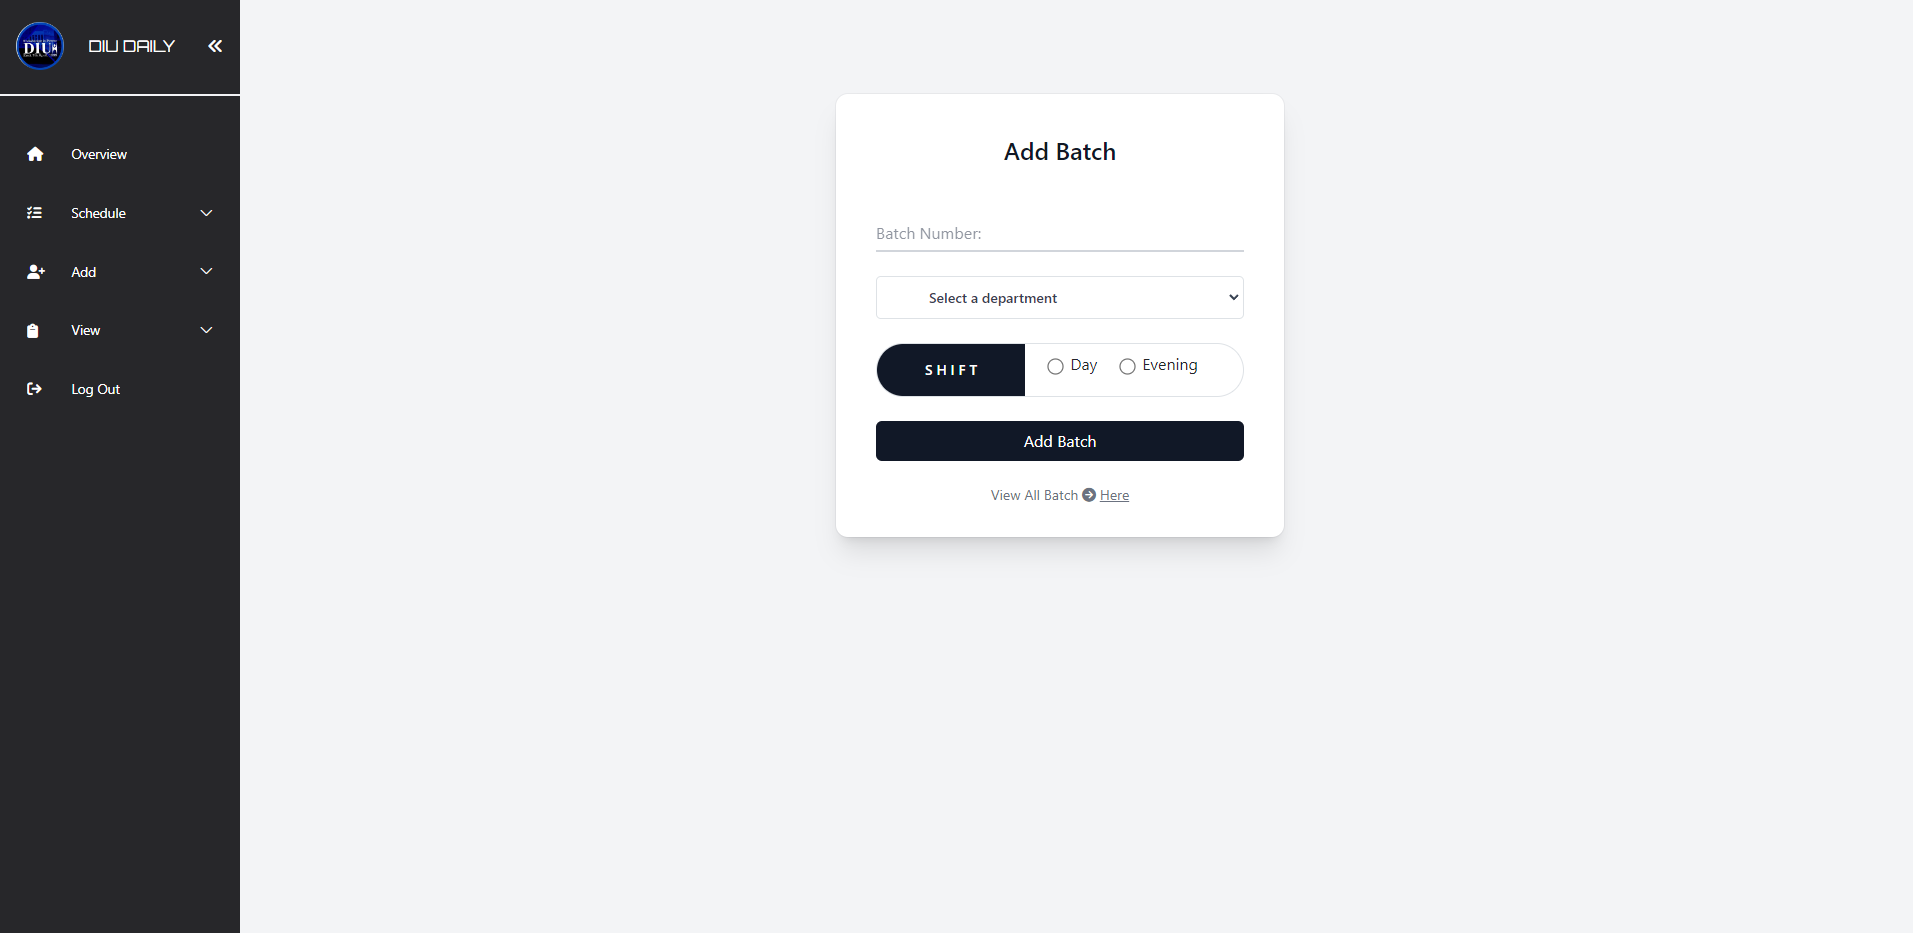 DIU
DIU DAILY
Overview
Schedule
Add
View
Log Out
Add Batch
Batch Number:
Select a department
SHIFT
Day
Evening
Add Batch
View All Batch Here